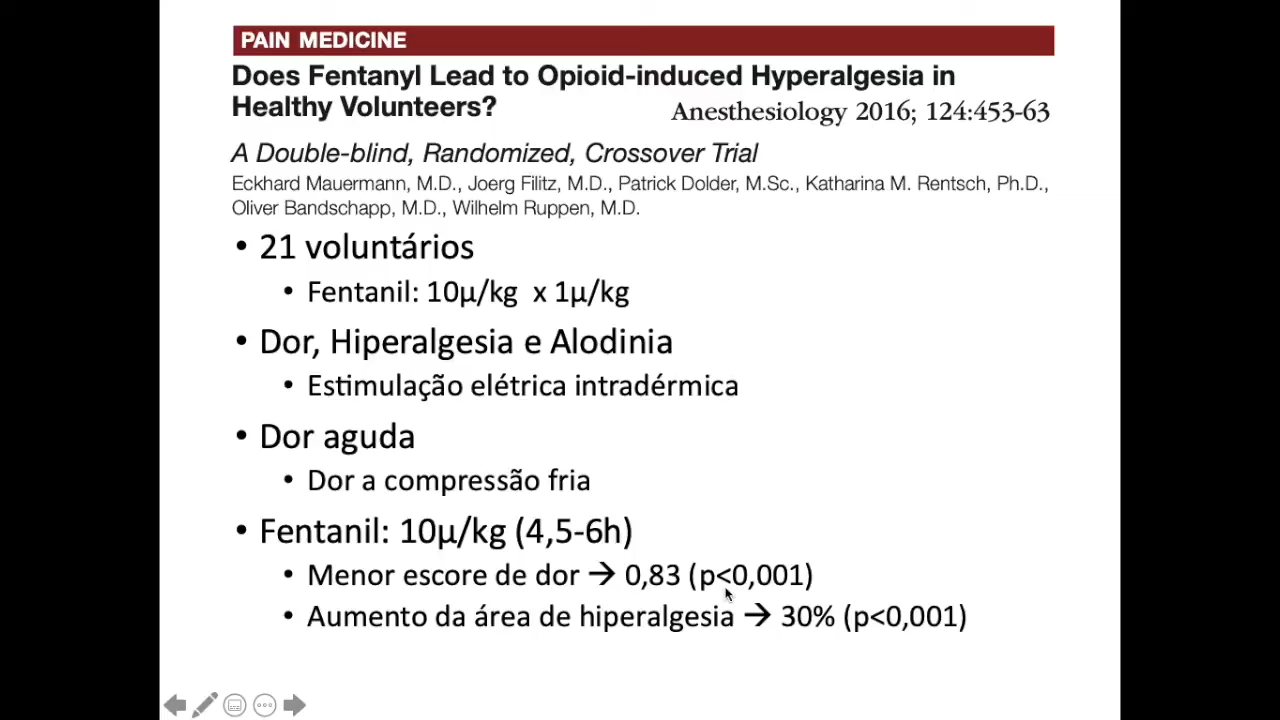 PAIN MEDICINE
Does Fentanyl Lead to Opioid-induced Hyperalgesia in
Healthy Volunteers?
Anesthesiology 2016; 124:453-63
A Double-blind, Randomized, Crossover Trial
Eckhard Mauermann, M.D., Joerg Filitz, M.D., Patrick Dolder, M.Sc., Katharina M. Rentsch, Ph.D.,
Oliver Bandschapp, M.D., Wilhelm Ruppen, M.D.
• 21 voluntários
• Fentanil: 10µ/kg x 1µ/kg
• Dor, Hiperalgesia e Alodinia
• Estimulação elétrica intradérmica
• Dor aguda
• Dor a compressão fria
• Fentanil: 10µ/kg (4,5-6h)
• Menor escore de dor → 0,83 (p<0,001)
• Aumento da área de hiperalgesia → 30% (p<0,001)